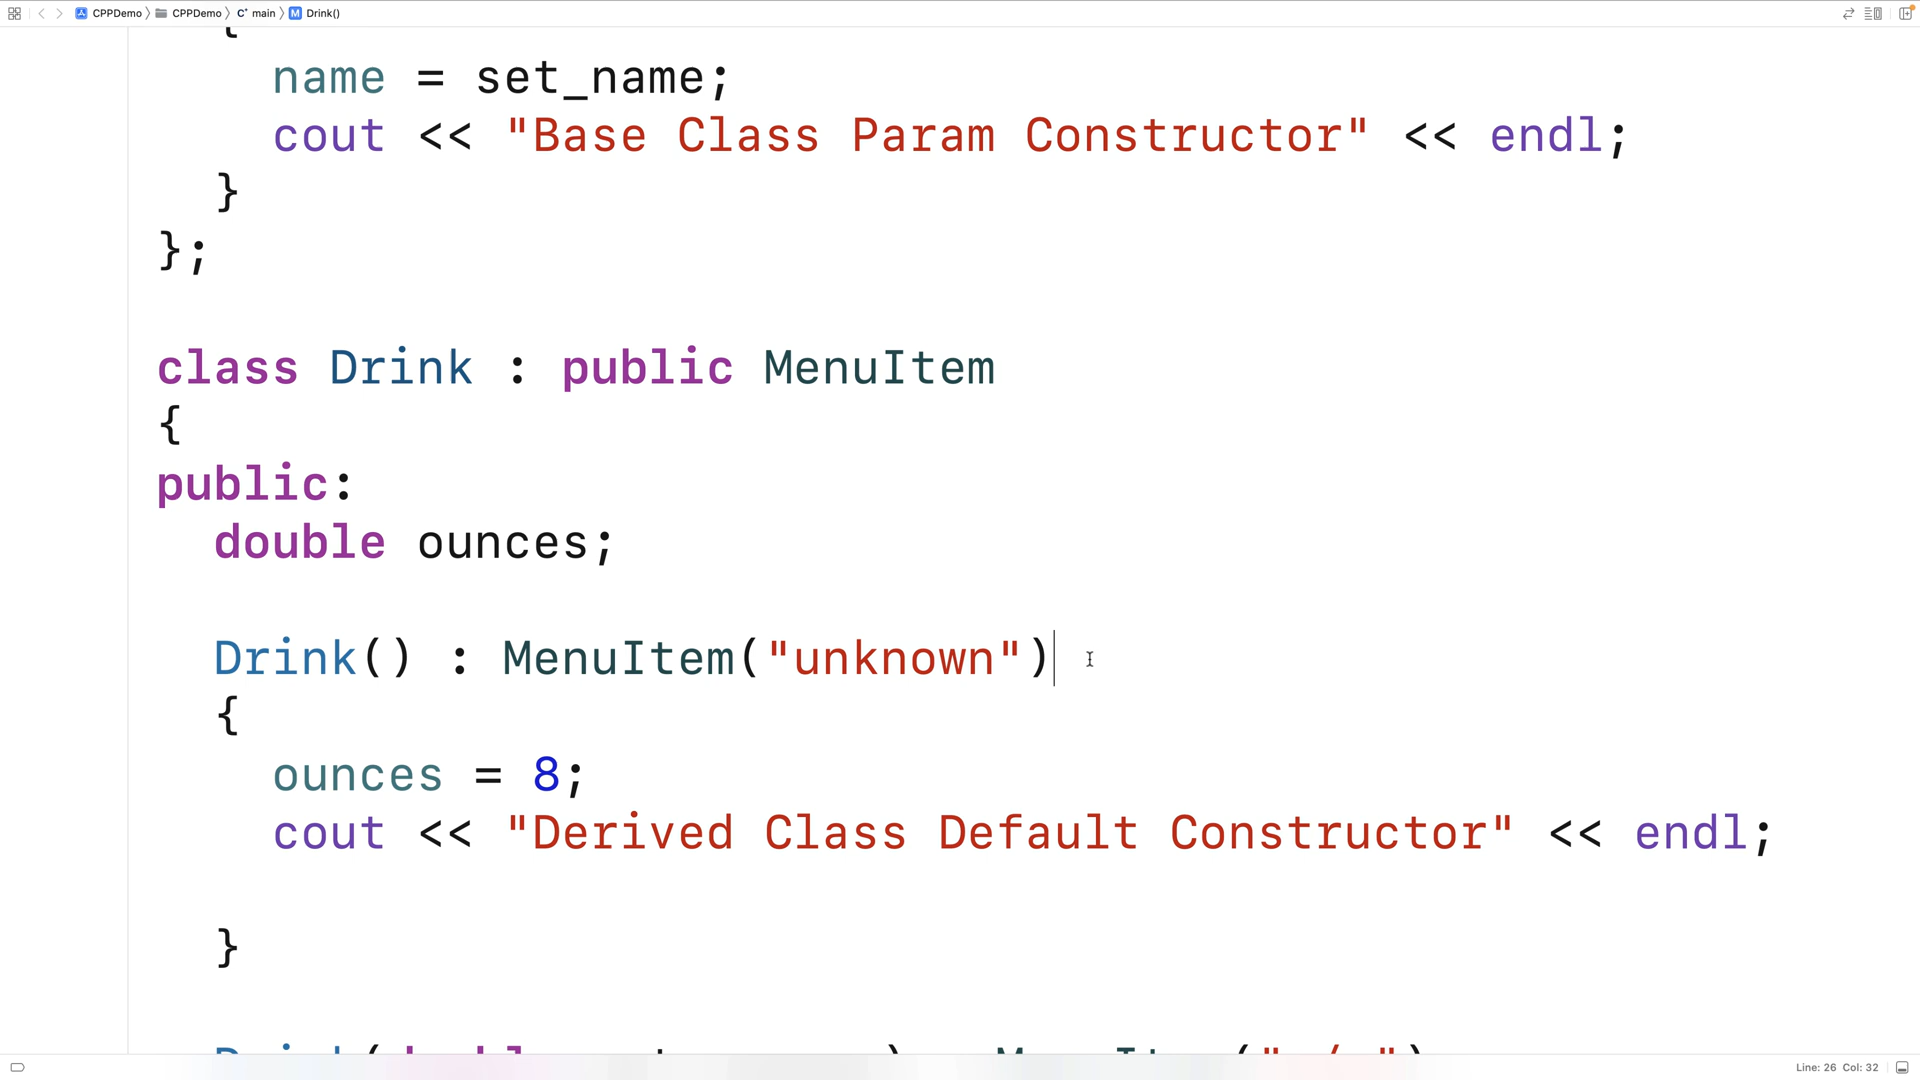 CPPDemo 〉 CPPDemo 〉 C⁺ main 〉 M Drink()
{
name = set_name;
cout << "Base Class Param Constructor" << endl;
}
};
class Drink : public MenuItem
{
public:
double ounces;
Drink() : MenuItem("unknown")
{
ounces = 8;
cout << "Derived Class Default Constructor" << endl;
}
Line: 26 Col: 32